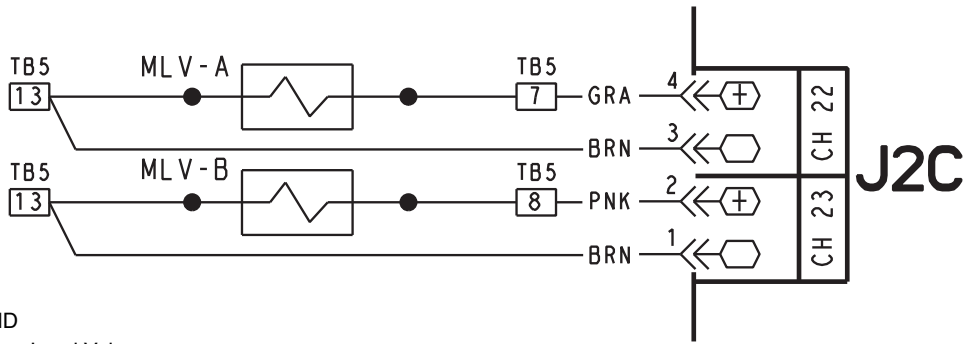 TB5 MLV-A TB5
13 7 GRA 4 + CH 22
BRN 3
J2C
TB5 MLV-B TB5
13 8 PNK 2 + CH 23
BRN 1